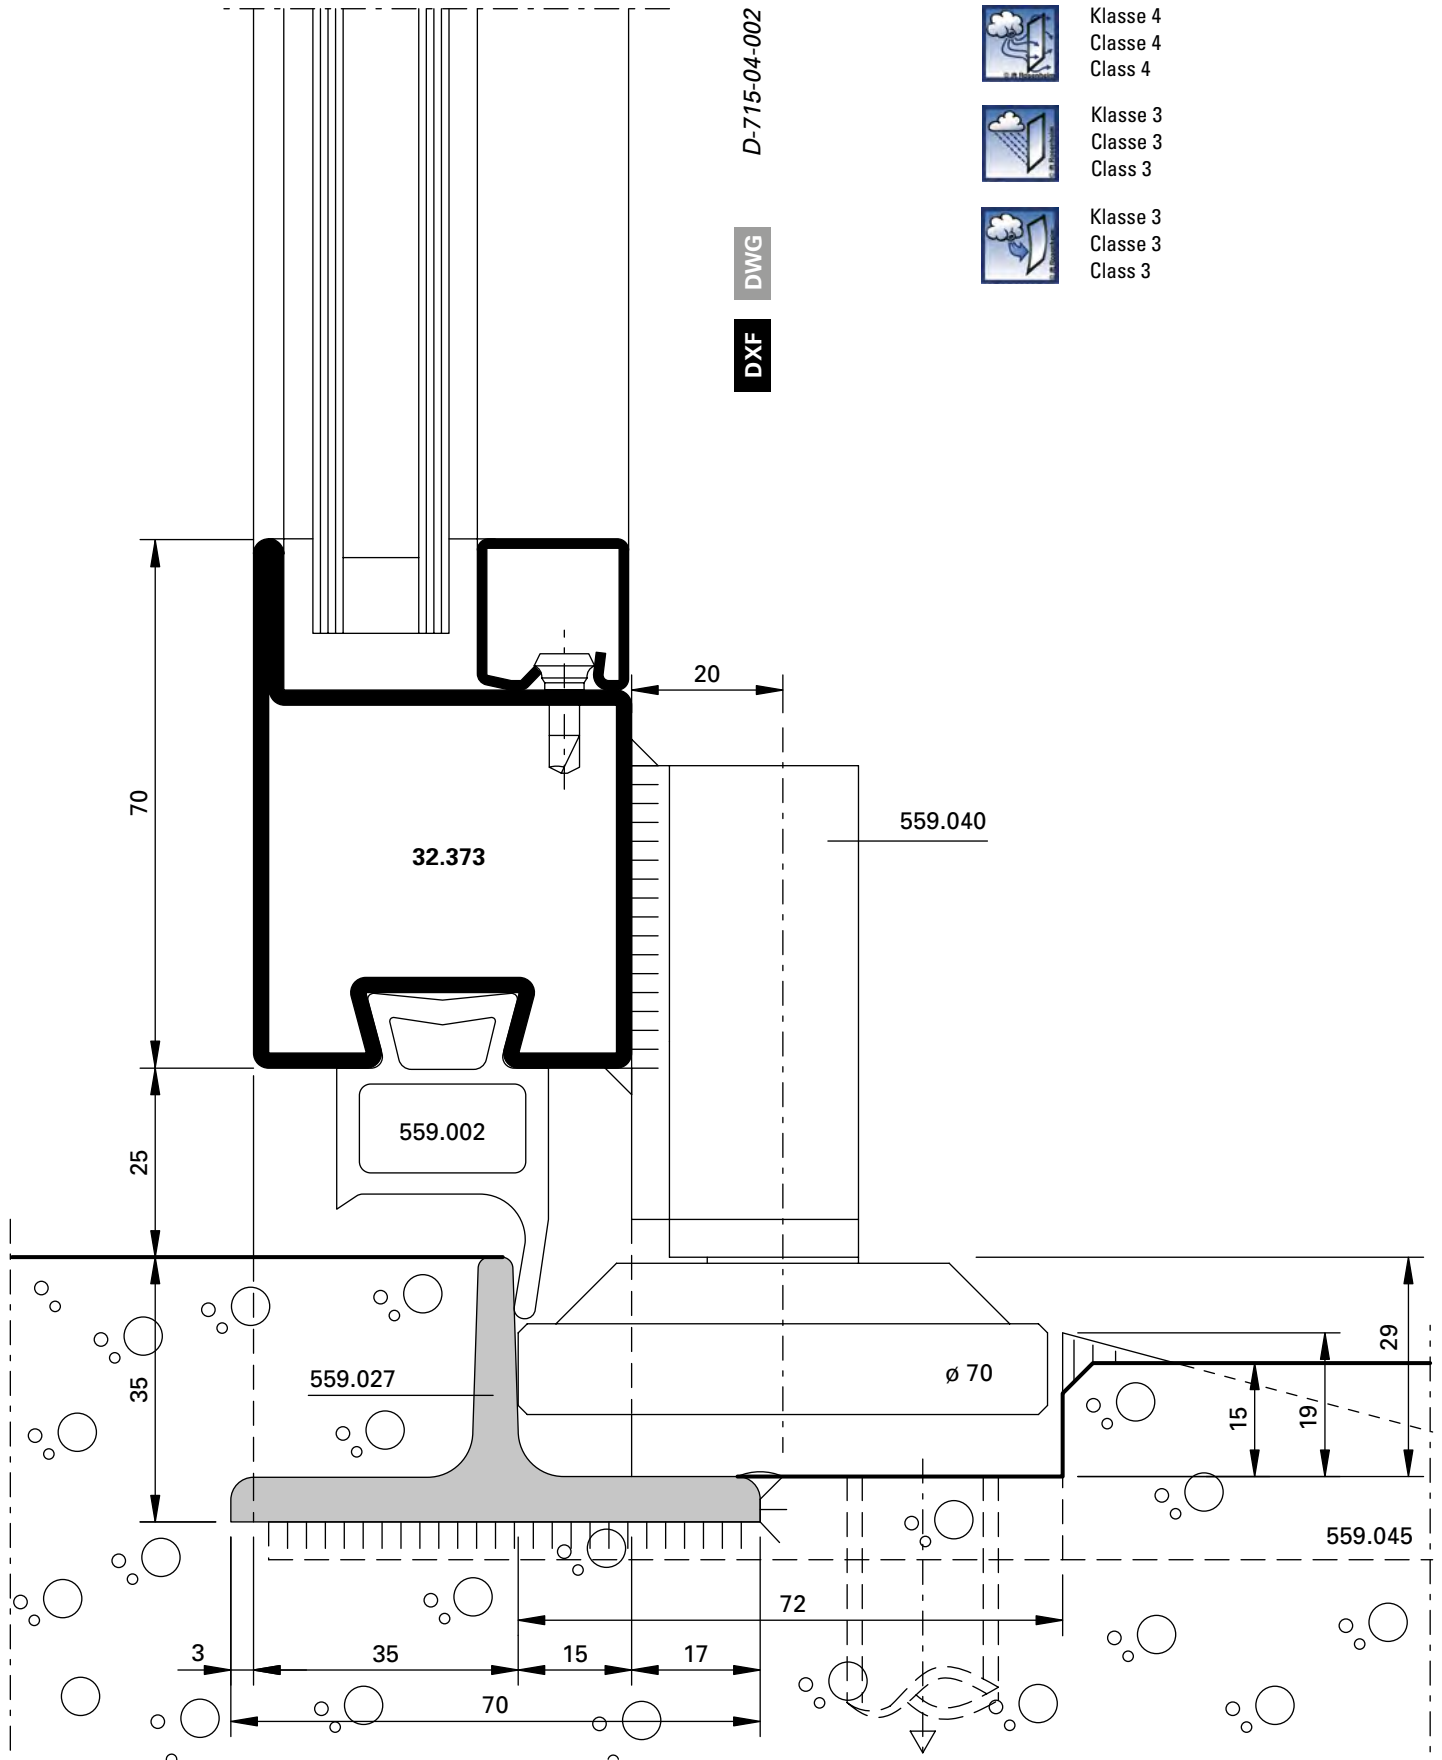 D-715-04-002
DWG
DXF
Klasse 4
Classe 4
Class 4
Klasse 3
Classe 3
Class 3
Klasse 3
Classe 3
Class 3
20
70
559.040
32.373
559.002
25
559.027
35
ø 70
29
15
19
559.045
72
3
35
15
17
70